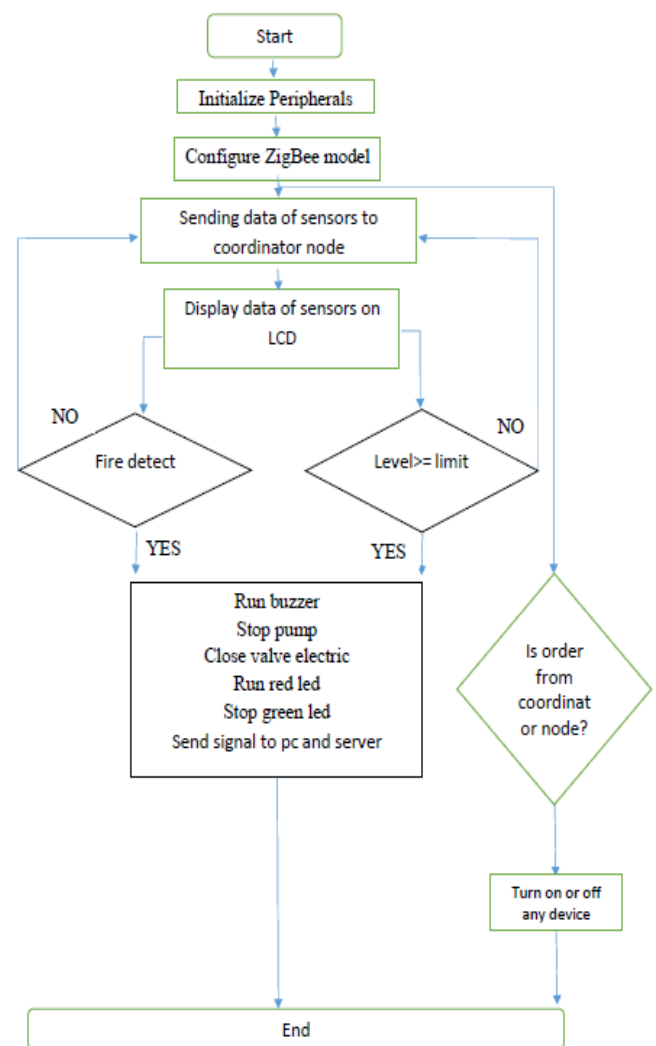 Start
Initialize Peripherals
Configure ZigBee model
Sending data of sensors to
coordinator node
Display data of sensors on
LCD
NO
Fire detect
NO
Level>= limit
YES
YES
Run buzzer
Stop pump
Close valve electric
Run red led
Stop green led
Send signal to pc and server
Is order
from
coordinat
or node?
Turn on or off
any device
End